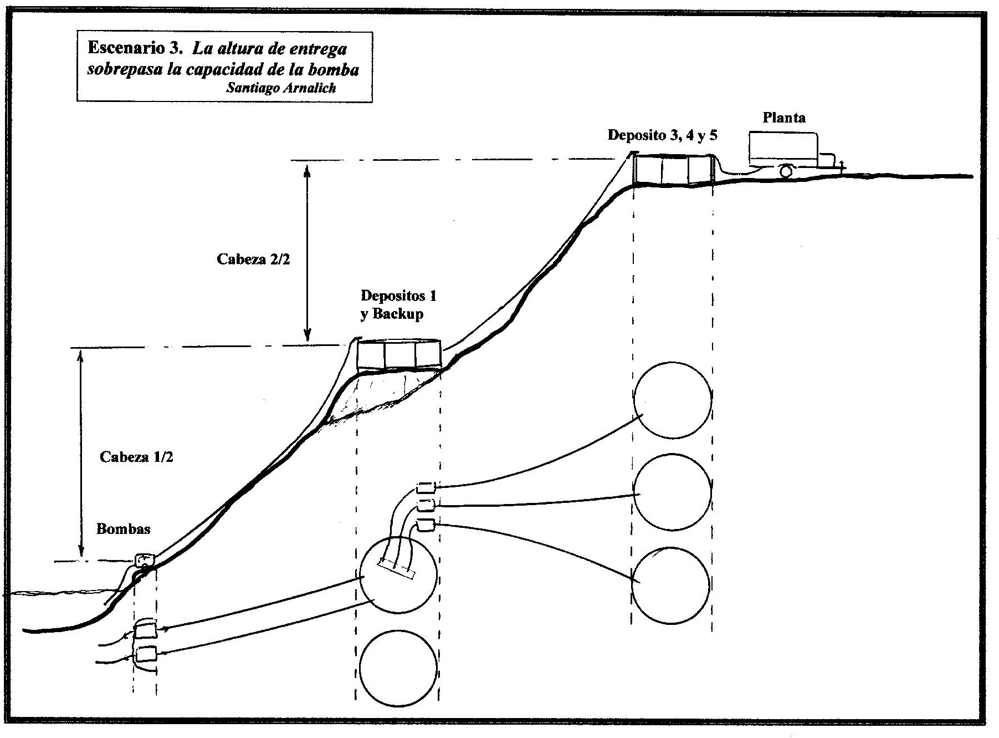 Escenario 3. La altura de entrega
sobrepasa la capacidad de la bomba
Santiago Arnalich
Planta
Deposito 3, 4 y 5
Cabeza 2/2
Depositos 1
y Backup
Cabeza 1/2
Bombas